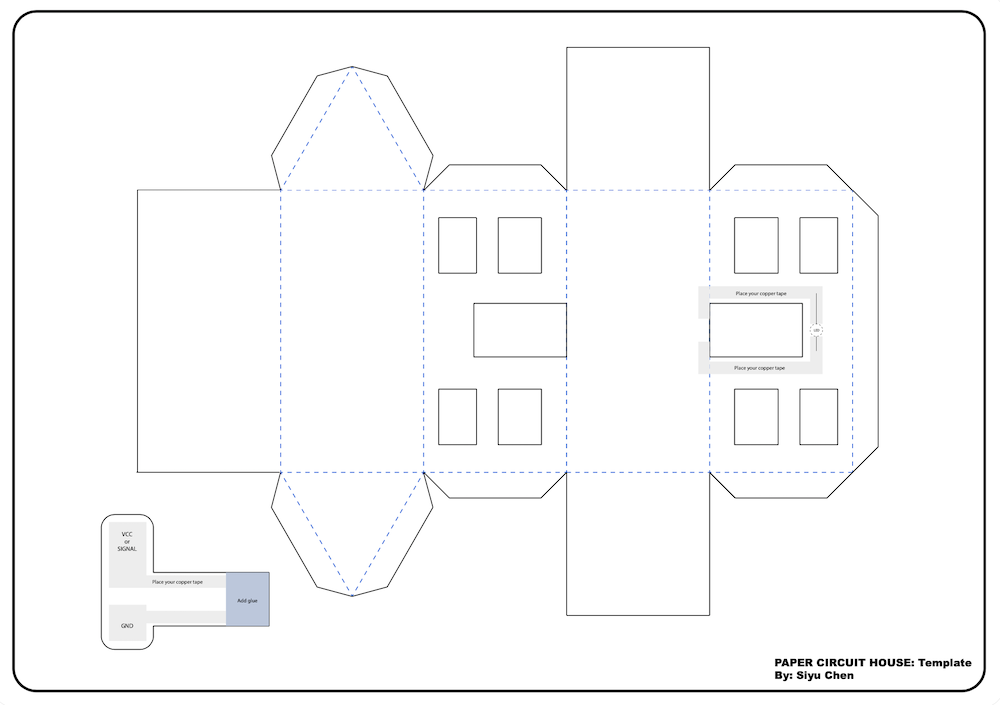 Place your copper tape
LED
Place your copper tape
VCC
or
SIGNAL
Place your copper tape
Add glue
GND
PAPER CIRCUIT HOUSE: Template
By: Siyu Chen